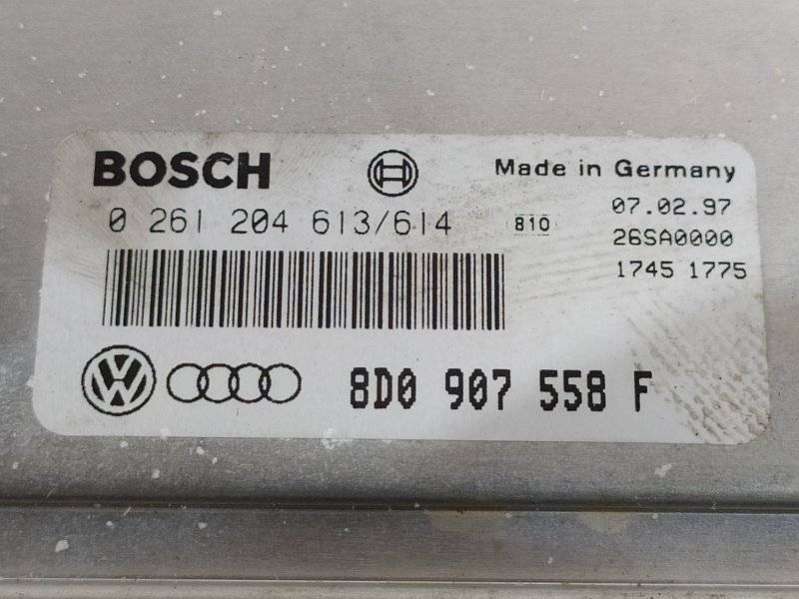 BOSCH
Made in Germany
0 261 204 613/614
810
07.02.97
26SA0000
1745 1775
VW
8D0 907 558 F